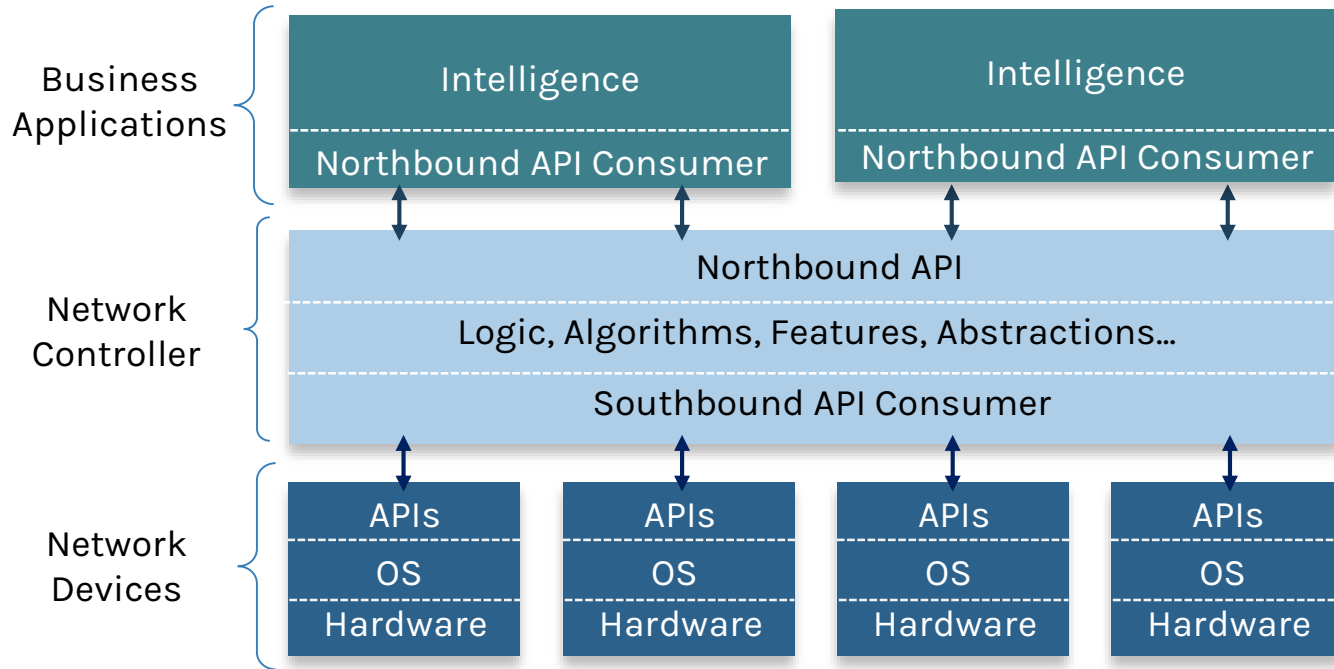 Business
Applications
Intelligence
Northbound API Consumer
Intelligence
Northbound API Consumer
Network
Controller
Northbound API
Logic, Algorithms, Features, Abstractions…
Southbound API Consumer
Network
Devices
APIs
OS
Hardware
APIs
OS
Hardware
APIs
OS
Hardware
APIs
OS
Hardware